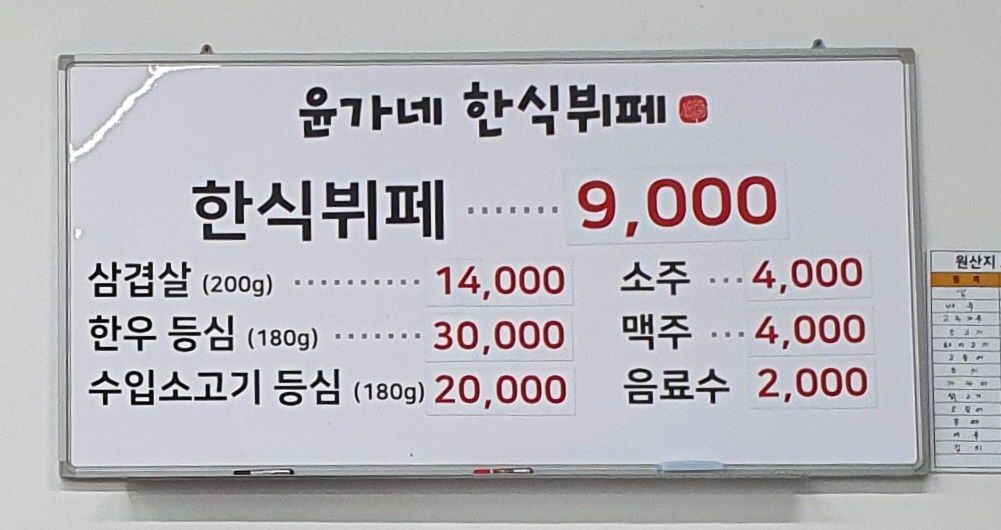 윤가네 한식뷔페
한식뷔페 ······· 9,000
삼겹살 (200g) ·········· 14,000
한우 등심 (180g) ······· 30,000
수입소고기 등심 (180g) 20,000
소주 ··· 4,000
맥주 ··· 4,000
음료수 2,000
원산지